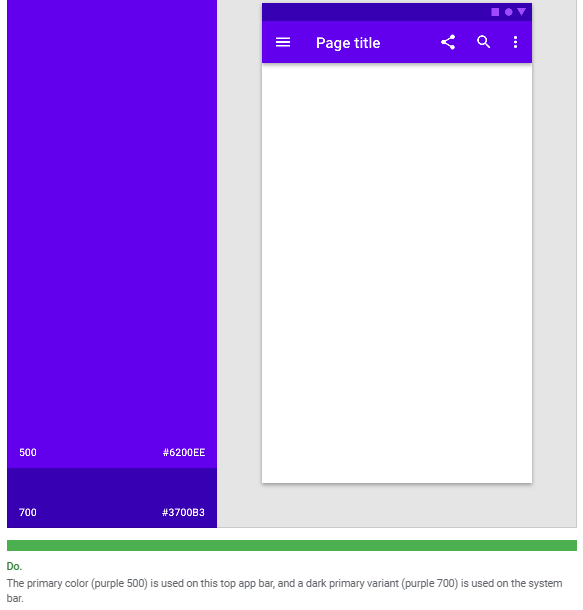 Page title
500 #6200EE
700 #3700B3
Do.
The primary color (purple 500) is used on this top app bar, and a dark primary variant (purple 700) is used on the system
bar.